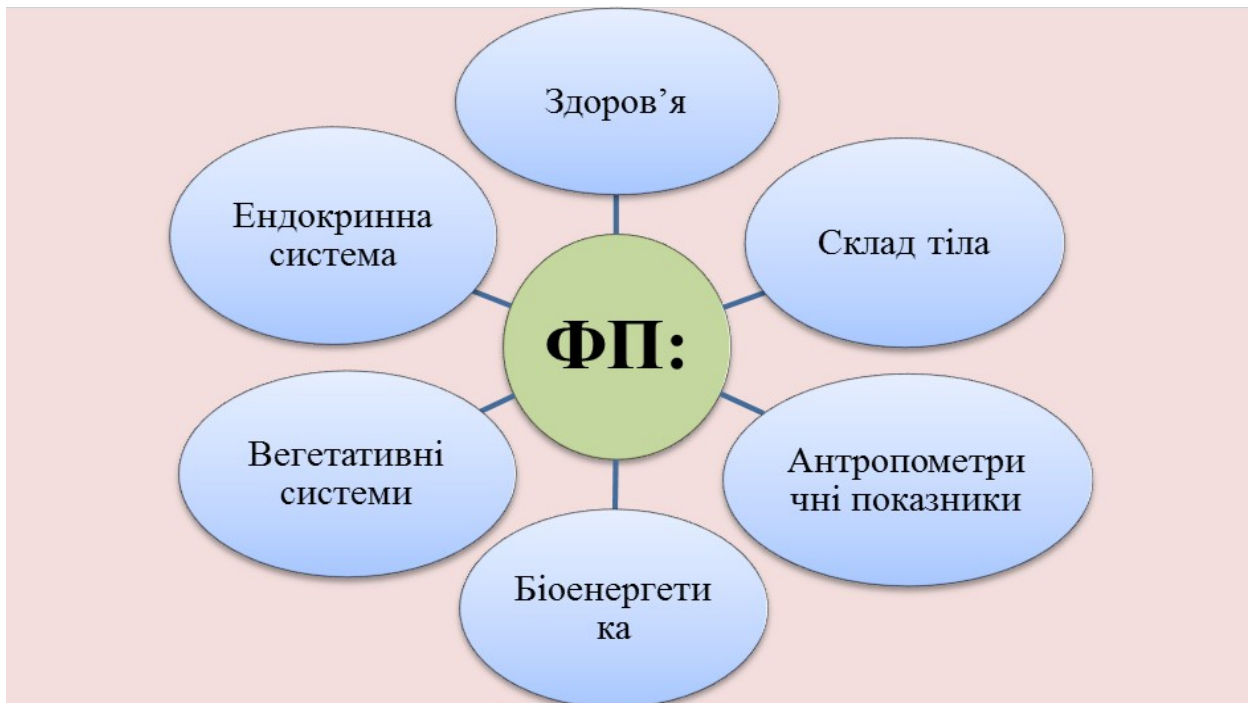 Здоров’я
Ендокринна
система
Склад тіла
ФП:
Вегетативні
системи
Антропометри
чні показники
Біоенергети
ка